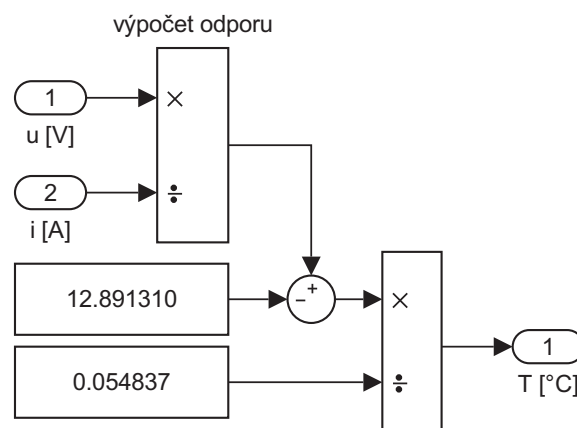 výpočet odporu
1
×
u [V]
2
÷
i [A]
12.891310
− +
×
1
0.054837
÷
T [°C]